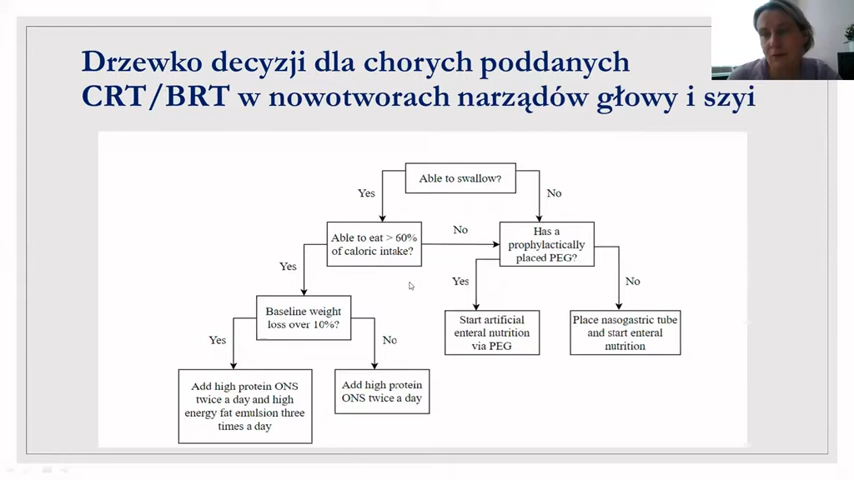 Drzewko decyzji dla chorych poddanych
CRT/BRT w nowotworach narządów głowy i szyi
Able to swallow?
Yes
No
Able to eat > 60%
of caloric intake?
No
Has a
prophylactically
placed PEG?
Yes
Yes
No
Baseline weight
loss over 10%?
Start artificial
enteral nutrition
via PEG
Place nasogastric tube
and start enteral
nutrition
Yes
No
Add high protein ONS
twice a day and high
energy fat emulsion three
times a day
Add high protein
ONS twice a day